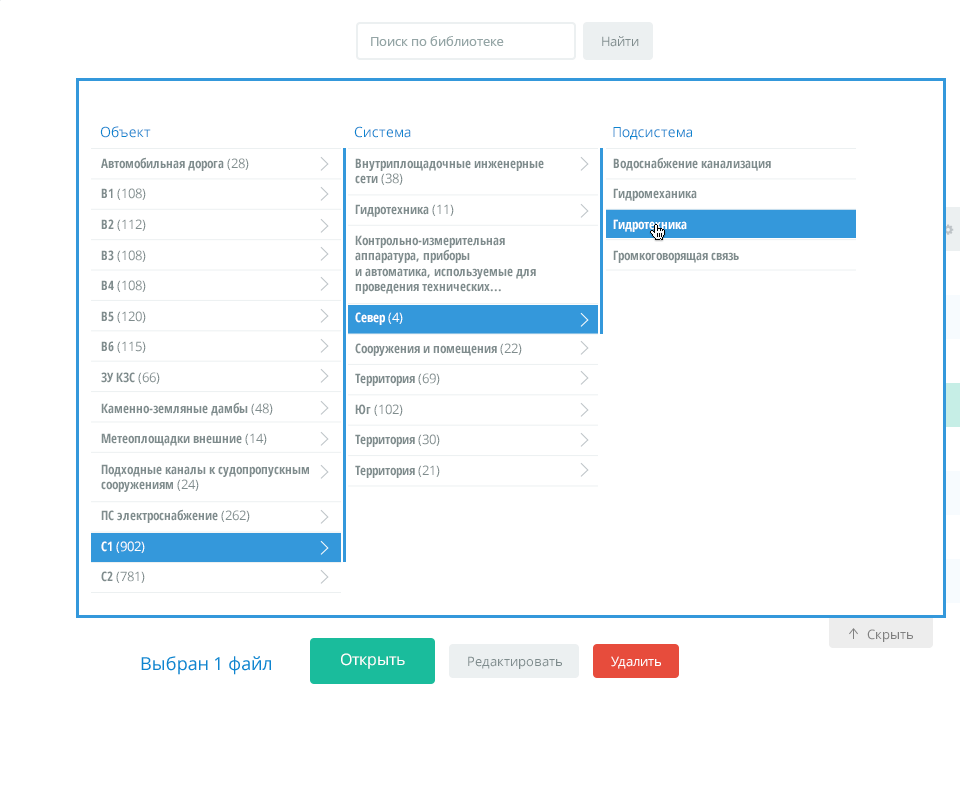 Поиск по библиотеке
Найти
Объект
Автомобильная дорога (28)
В1 (108)
В2 (112)
В3 (108)
В4 (108)
В5 (120)
В6 (115)
ЗУ КЗС (66)
Каменно-земляные дамбы (48)
Метеоплощадки внешние (14)
Подходные каналы к судопропускным
сооружениям (24)
ПС электроснабжение (262)
С1 (902)
С2 (781)
Система
Внутриплощадочные инженерные
сети (38)
Гидротехника (11)
Контрольно-измерительная
аппаратура, приборы
и автоматика, используемые для
проведения технических...
Север (4)
Сооружения и помещения (22)
Территория (69)
Юг (102)
Территория (30)
Территория (21)
Подсистема
Водоснабжение канализация
Гидромеханика
Гидротехника
Громкоговорящая связь
Скрыть
Выбран 1 файл
Открыть
Редактировать
Удалить